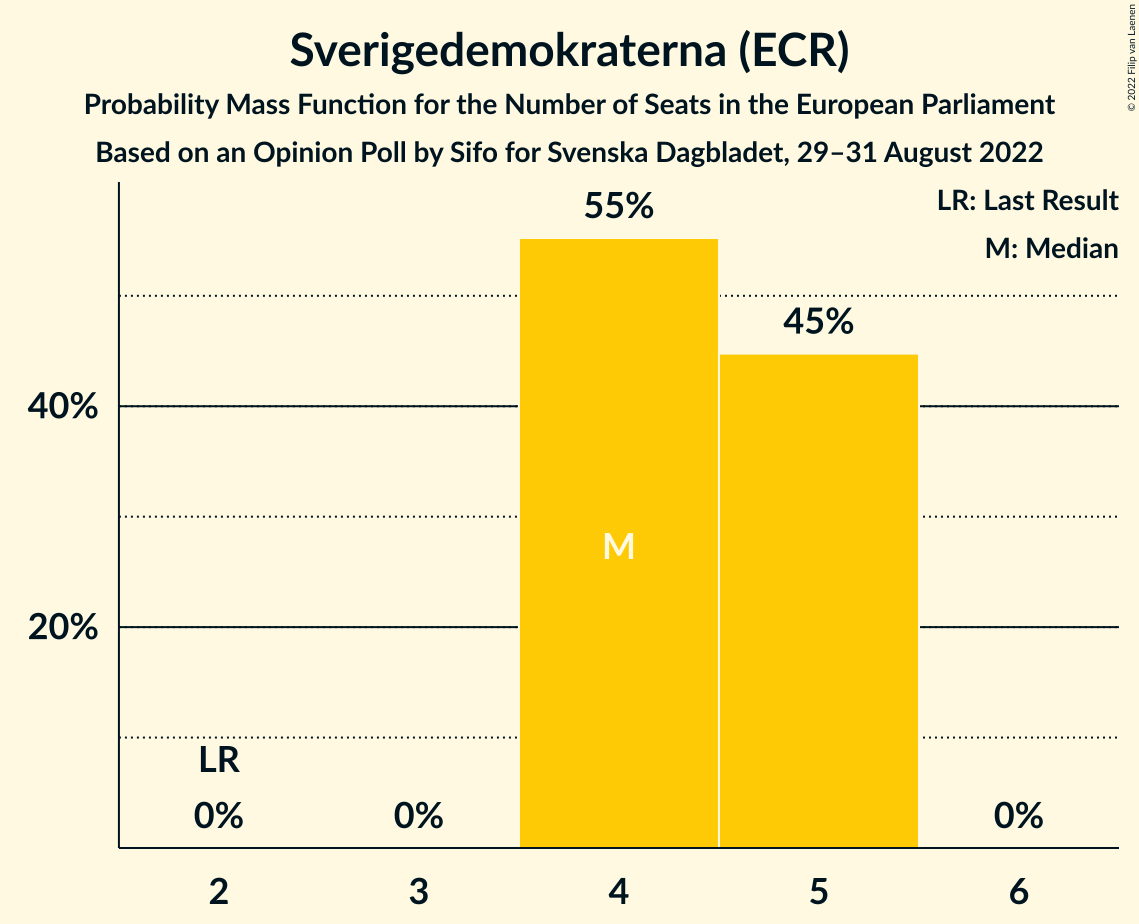 Sverigedemokraterna (ECR)
Probability Mass Function for the Number of Seats in the European Parliament
Based on an Opinion Poll by Sifo for Svenska Dagbladet, 29–31 August 2022
© 2022 Filip van Laenen
LR: Last Result
M: Median
55%
45%
40%
M
20%
LR
0%
0%
0%
2
3
4
5
6